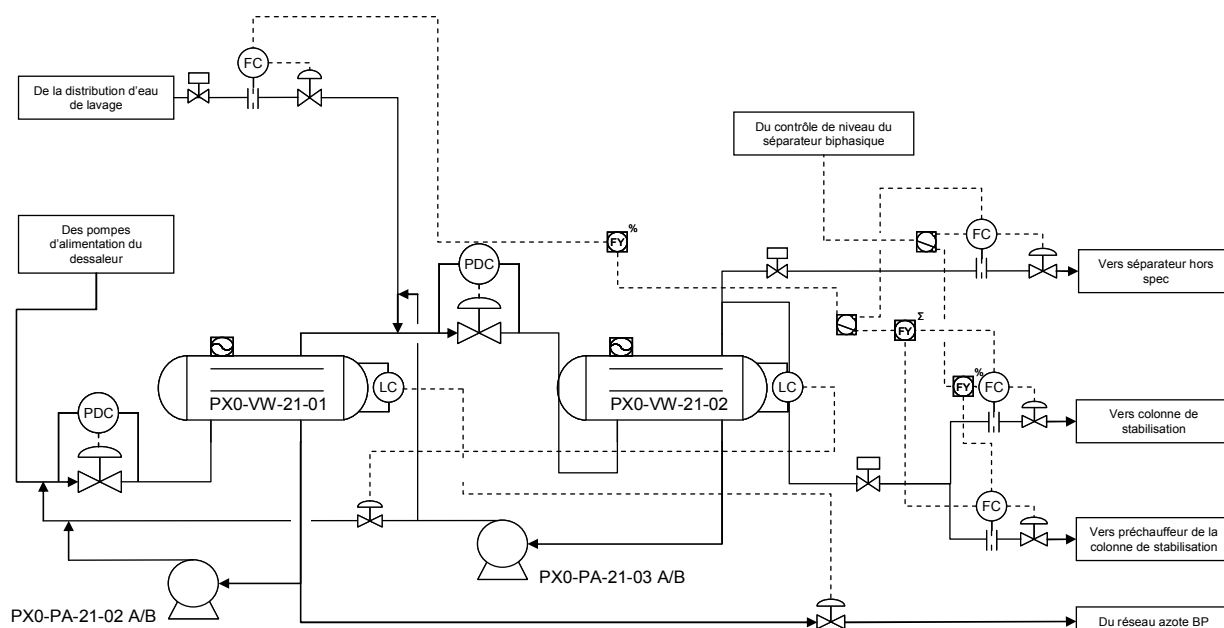 FC
De la distribution d'eau
de lavage
Du contrôle de niveau du
séparateur biphasique
Des pompes
d'alimentation du
dessaleur
FY
%
FC
PDC
Vers séparateur hors
spec
FY
Σ
PX0-VW-21-01
LC
PX0-VW-21-02
LC
FY
%
FC
PDC
Vers colonne de
stabilisation
FC
Vers préchauffeur de la
colonne de stabilisation
PX0-PA-21-03 A/B
PX0-PA-21-02 A/B
Du réseau azote BP